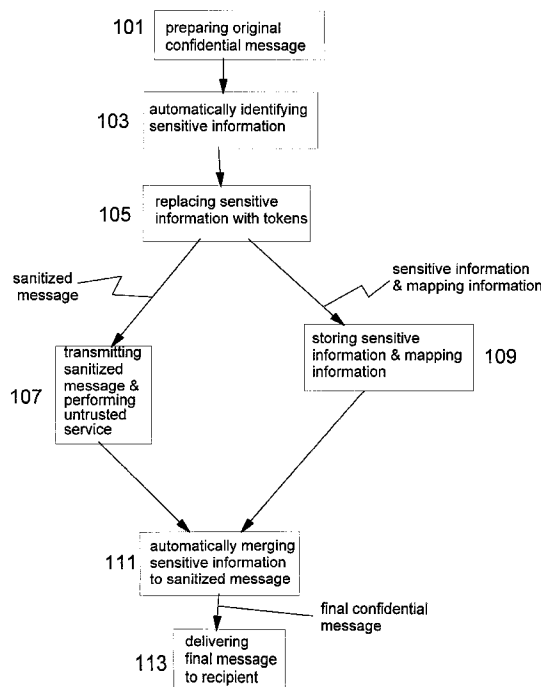 101
preparing original
confidential message
103
automatically identifying
sensitive information
105
replacing sensitive
information with tokens
sanitized
message
sensitive information
& mapping information
107
transmitting
sanitized
message &
performing
untrusted
service
storing sensitive
information & mapping
information
109
111
automatically merging
sensitive information
to sanitized message
final confidential
message
113
delivering
final message
to recipient